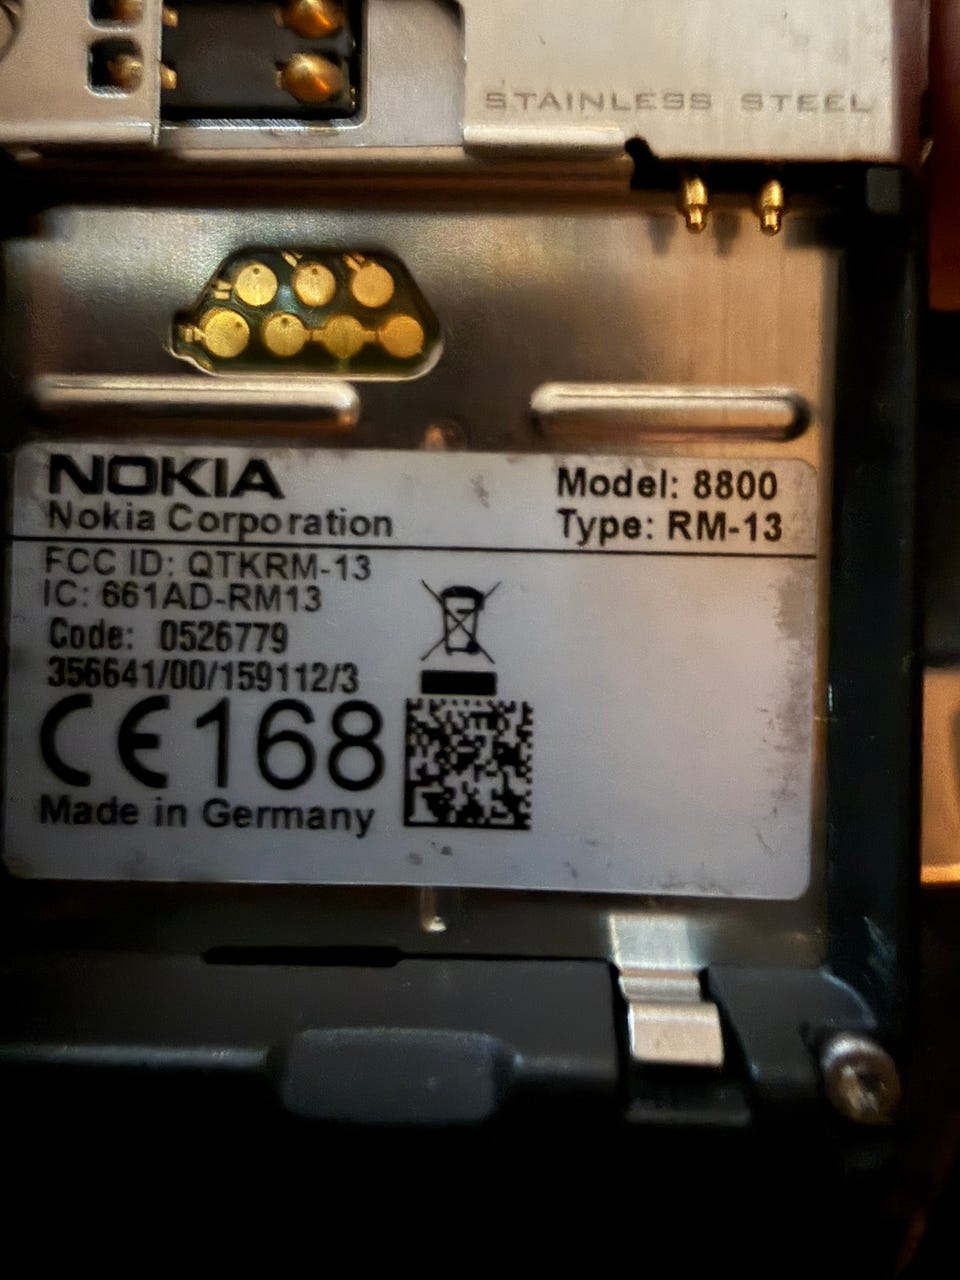 STAINLESS STEEL
NOKIA
Nokia Corporation
Model: 8800
Type: RM-13
FCC ID: QTKRM-13
IC: 661AD-RM13
Code: 0526779
356641/00/159112/3
CE168
Made in Germany